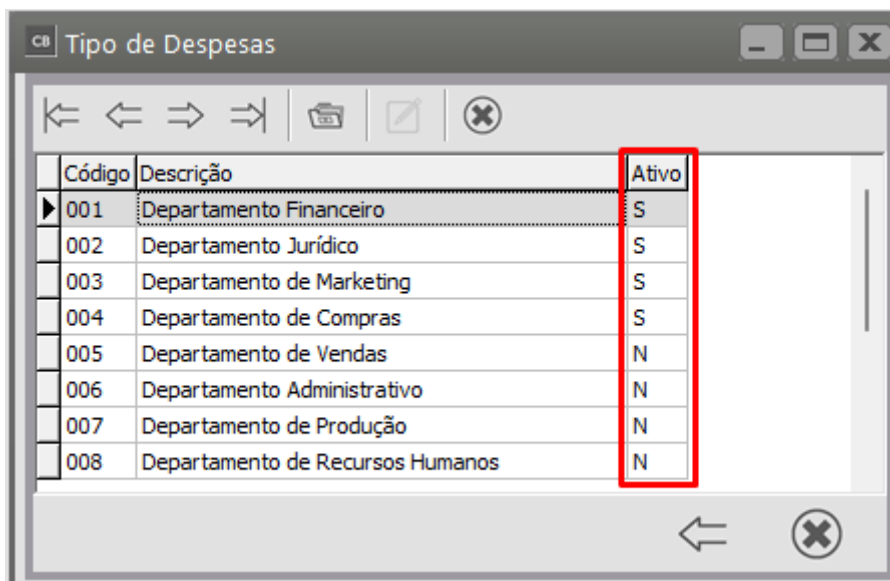 CB Tipo de Despesas
Código Descrição Ativo
001 Departamento Financeiro S
002 Departamento Jurídico S
003 Departamento de Marketing S
004 Departamento de Compras S
005 Departamento de Vendas N
006 Departamento Administrativo N
007 Departamento de Produção N
008 Departamento de Recursos Humanos N